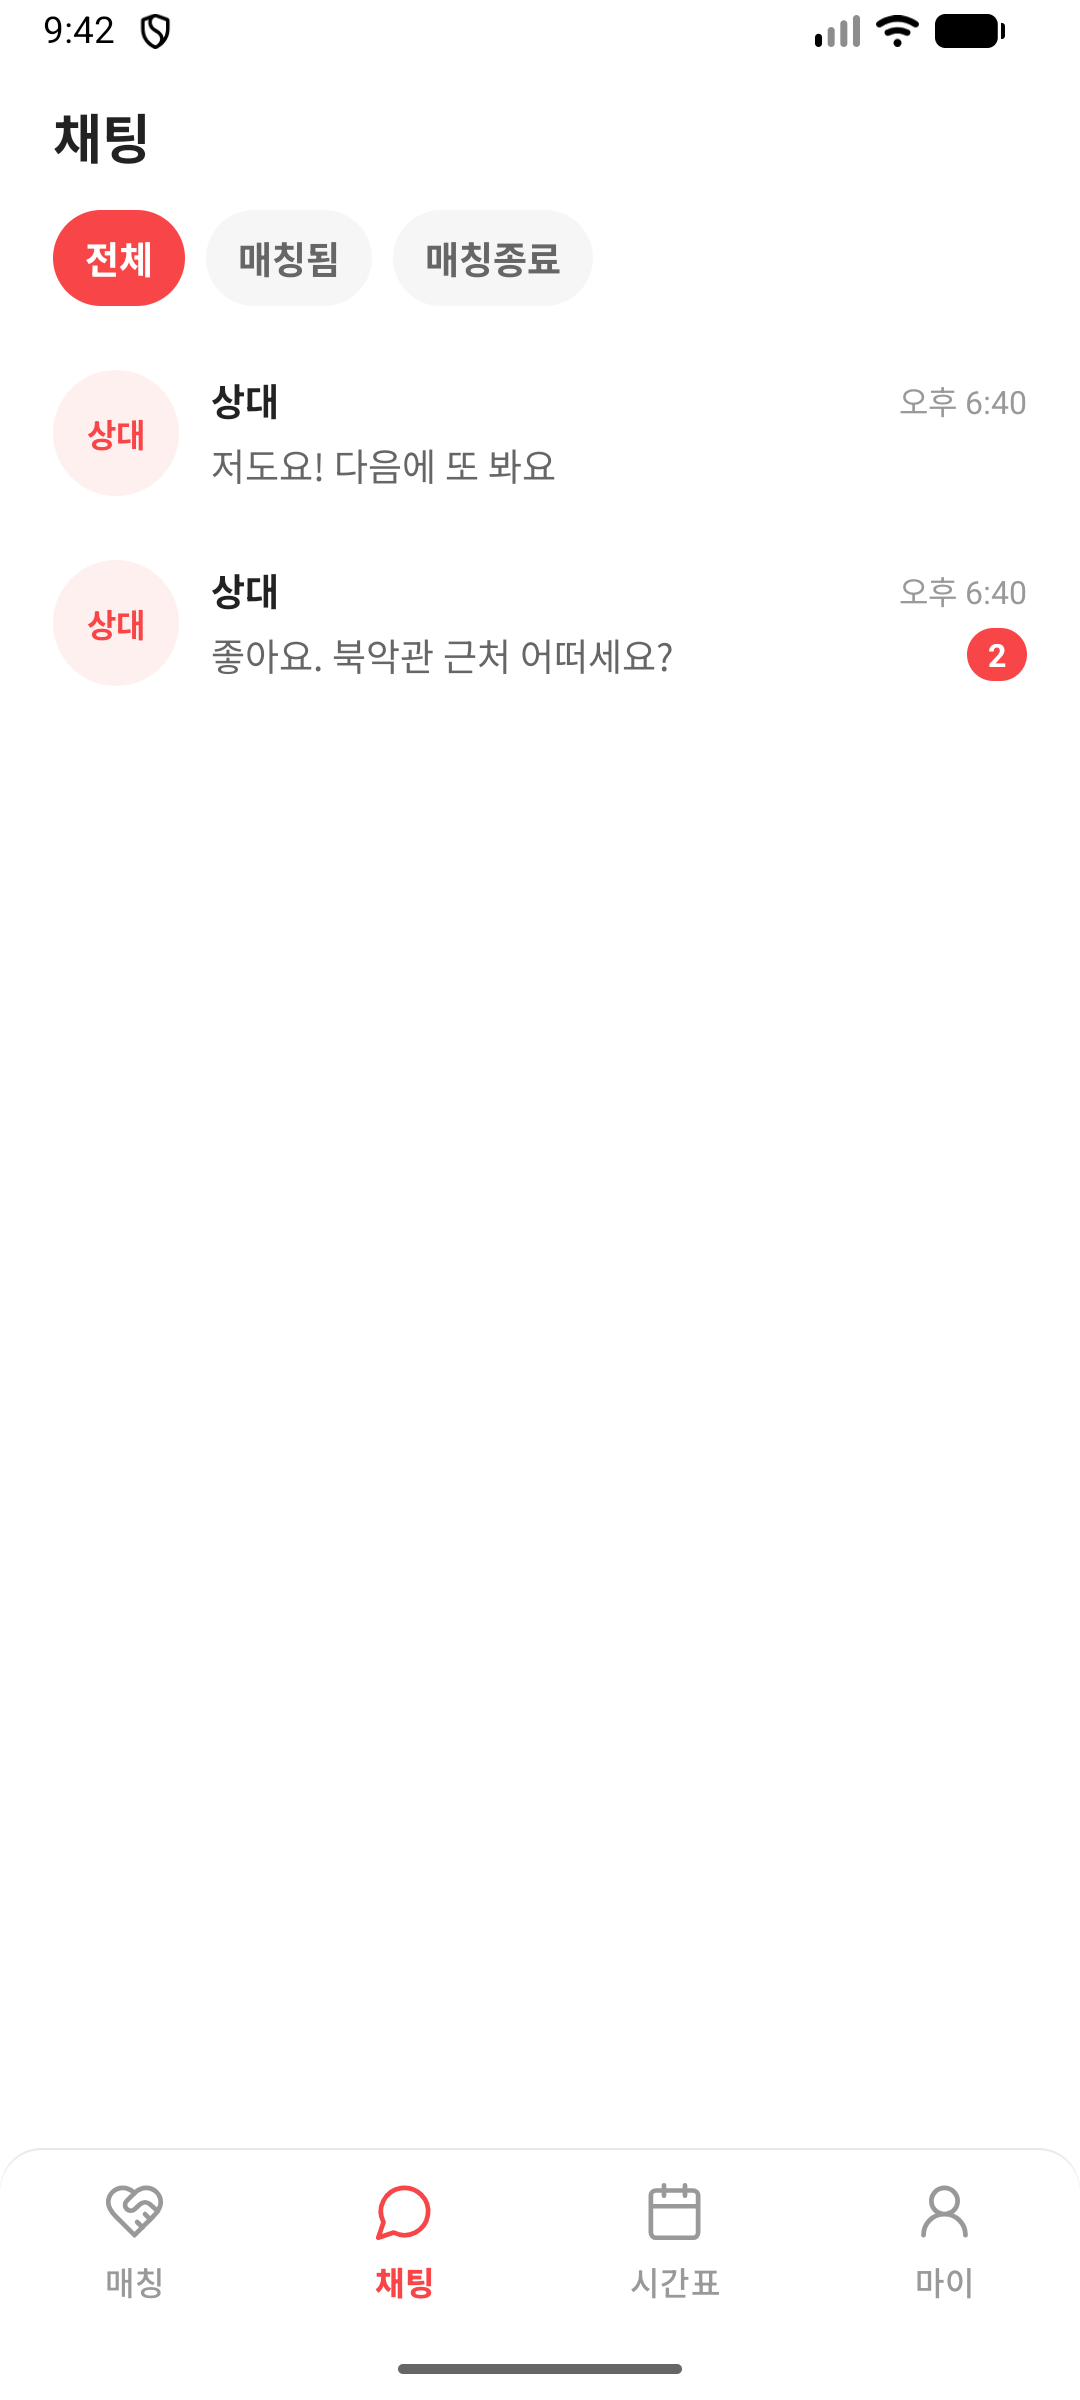 9:42
채팅
전체 매칭됨 매칭종료
상대 상대 오후 6:40
저도요! 다음에 또 봐요
상대 상대 오후 6:40
좋아요. 북악관 근처 어떠세요? 2
매칭 채팅 시간표 마이